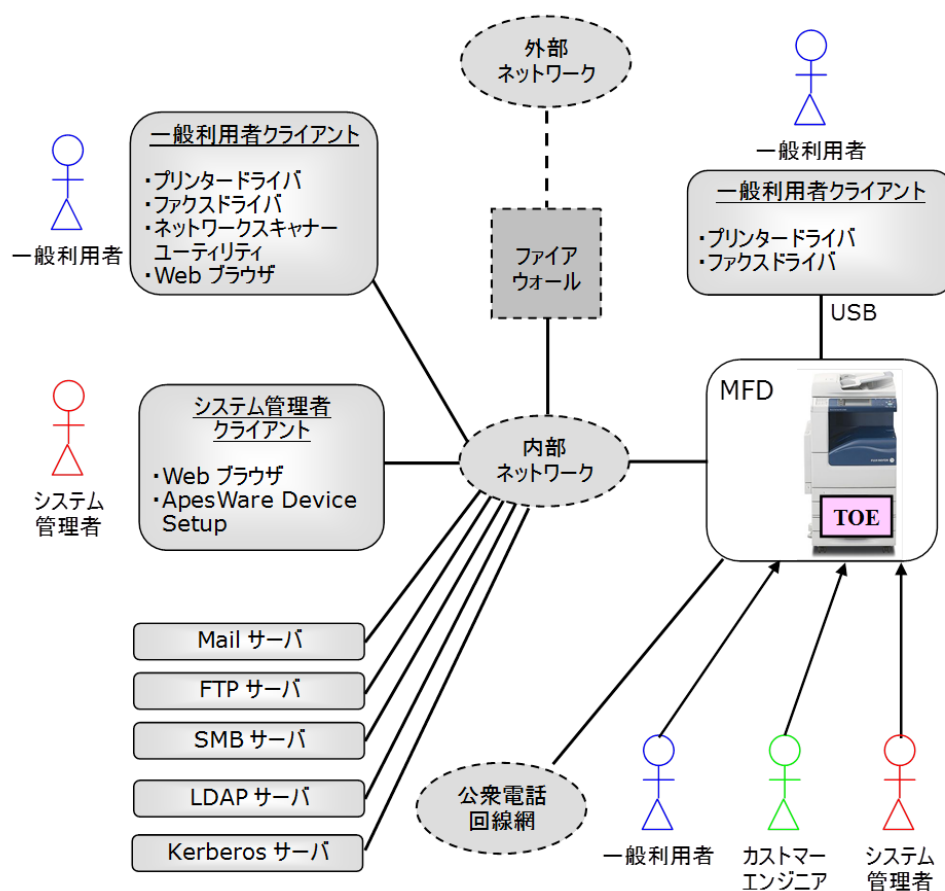 外部
ネットワーク
一般利用者
一般利用者クライアント
・プリンタードライバ
・ファクスドライバ
・ネットワークスキャナー
ユーティリティ
・Web ブラウザ
一般利用者
一般利用者クライアント
・プリンタードライバ
・ファクスドライバ
USB
ファイア
ウォール
システム管理者
クライアント
・Web ブラウザ
・ApesWare Device
Setup
システム
管理者
内部
ネットワーク
MFD
TOE
Mail サーバ
FTP サーバ
SMB サーバ
LDAP サーバ
Kerberos サーバ
公衆電話
回線網
一般利用者
カストマー
エンジニア
システム
管理者